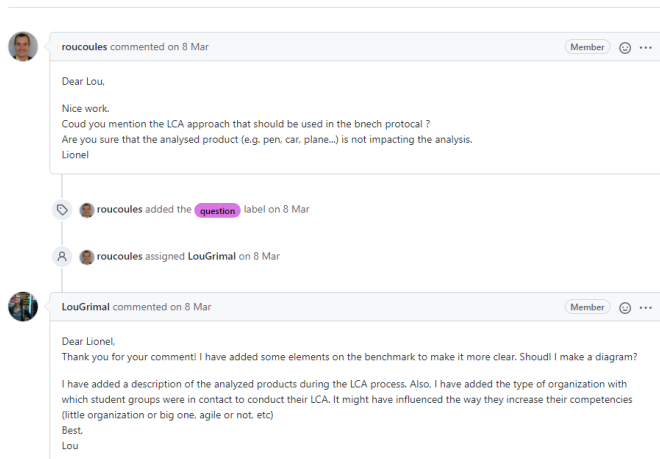 roucoules commented on 8 Mar
Member
Dear Lou,
Nice work.
Coud you mention the LCA approach that should be used in the bnech protocal ?
Are you sure that the analysed product (e.g. pen, car, plane...) is not impacting the analysis.
Lionel
roucoules added the question label on 8 Mar
roucoules assigned LouGrimal on 8 Mar
LouGrimal commented on 8 Mar
Member
Dear Lionel,
Thank you for your comment! I have added some elements on the benchmark to make it more clear. Shoudl I make a diagram?
I have added a description of the analyzed products during the LCA process. Also, I have added the type of organization with
which student groups were in contact to conduct their LCA. It might have influenced the way they increase their competencies
(little organization or big one, agile or not, etc)
Best,
Lou